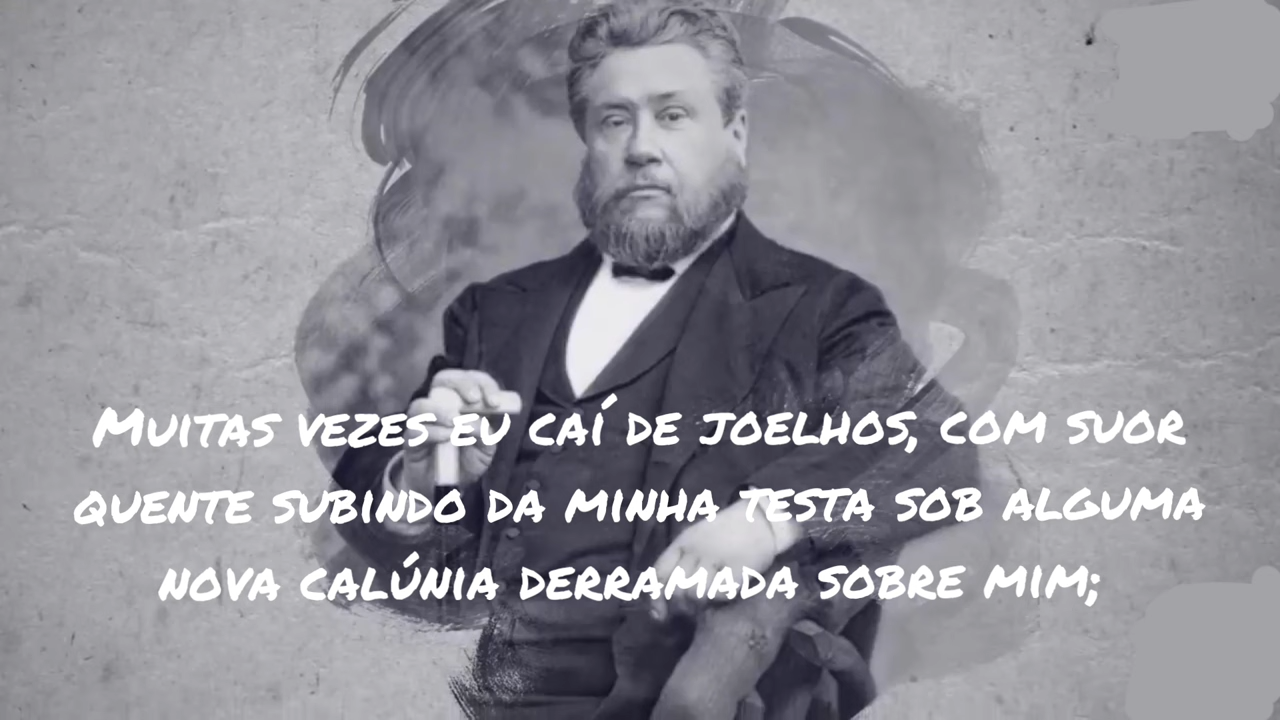 Muitas vezes eu caí de joelhos, com suor
quente subindo da minha testa sob alguma
nova calúnia derramada sobre mim;